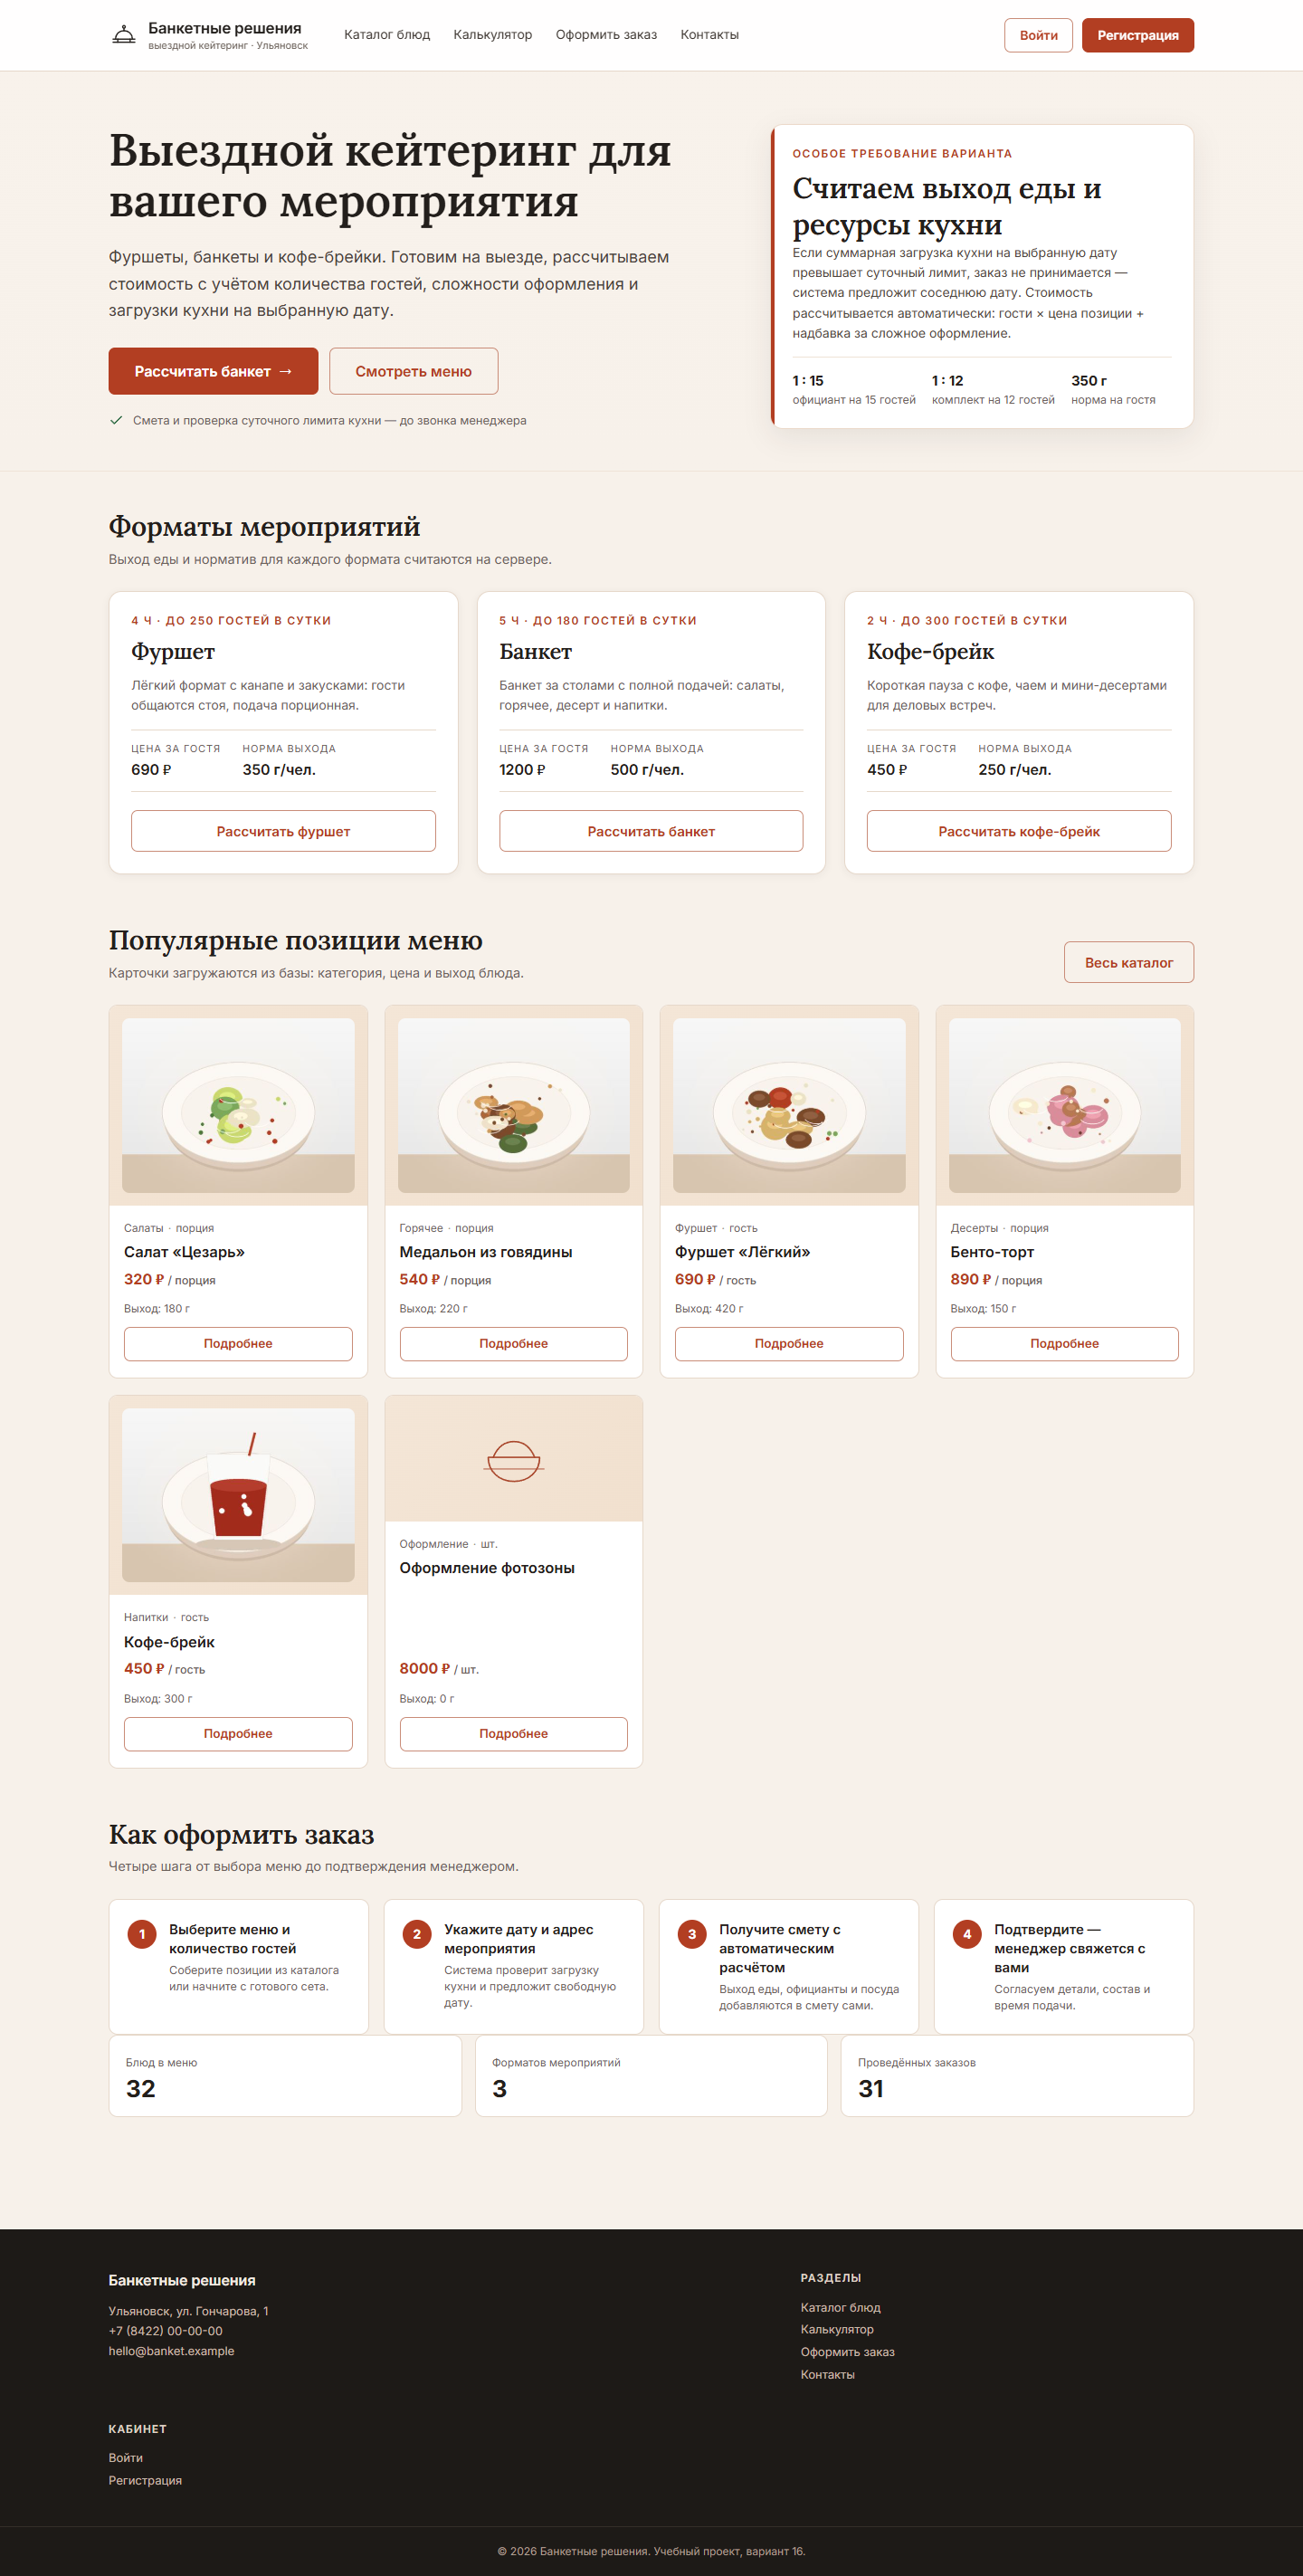 Банкетные решения
выездной кейтеринг · Ульяновск
Каталог блюд
Калькулятор
Оформить заказ
Контакты
Войти
Регистрация
Выездной кейтеринг для
вашего мероприятия
Фуршеты, банкеты и кофе-брейки. Готовим на выезде, рассчитываем
стоимость с учётом количества гостей, сложности оформления и
загрузки кухни на выбранную дату.
Рассчитать банкет →
Смотреть меню
Смета и проверка суточного лимита кухни — до звонка менеджера
ОСОБОЕ ТРЕБОВАНИЕ ВАРИАНТА
Считаем выход еды и
ресурсы кухни
Если суммарная загрузка кухни на выбранную дату
превышает суточный лимит, заказ не принимается —
система предложит соседнюю дату. Стоимость
рассчитывается автоматически: гости × цена позиции +
надбавка за сложное оформление.
1 : 15
официант на 15 гостей
1 : 12
комплект на 12 гостей
350 г
норма на гостя
Форматы мероприятий
Выход еды и норматив для каждого формата считаются на сервере.
4 Ч · ДО 250 ГОСТЕЙ В СУТКИ
Фуршет
Лёгкий формат с канапе и закусками: гости
общаются стоя, подача порционная.
ЦЕНА ЗА ГОСТЯ
690 ₽
НОРМА ВЫХОДА
350 г/чел.
Рассчитать фуршет
5 Ч · ДО 180 ГОСТЕЙ В СУТКИ
Банкет
Банкет за столами с полной подачей: салаты,
горячее, десерт и напитки.
ЦЕНА ЗА ГОСТЯ
1200 ₽
НОРМА ВЫХОДА
500 г/чел.
Рассчитать банкет
2 Ч · ДО 300 ГОСТЕЙ В СУТКИ
Кофе-брейк
Короткая пауза с кофе, чаем и мини-десертами
для деловых встреч.
ЦЕНА ЗА ГОСТЯ
450 ₽
НОРМА ВЫХОДА
250 г/чел.
Рассчитать кофе-брейк
Популярные позиции меню
Карточки загружаются из базы: категория, цена и выход блюда.
Весь каталог
Салаты · порция
Салат «Цезарь»
320 ₽ / порция
Выход: 180 г
Подробнее
Горячее · порция
Медальон из говядины
540 ₽ / порция
Выход: 220 г
Подробнее
Фуршет · гость
Фуршет «Лёгкий»
690 ₽ / гость
Выход: 420 г
Подробнее
Десерты · порция
Бенто-торт
890 ₽ / порция
Выход: 150 г
Подробнее
Напитки · гость
Кофе-брейк
450 ₽ / гость
Выход: 300 г
Подробнее
Оформление · шт.
Оформление фотозоны
8000 ₽ / шт.
Выход: 0 г
Подробнее
Как оформить заказ
Четыре шага от выбора меню до подтверждения менеджером.
1
Выберите меню и
количество гостей
Соберите позиции из каталога
или начните с готового сета.
2
Укажите дату и адрес
мероприятия
Система проверит загрузку
кухни и предложит свободную
дату.
3
Получите смету с
автоматическим
расчётом
Выход еды, официанты и посуда
добавляются в смету сами.
4
Подтвердите —
менеджер свяжется с
вами
Согласуем детали, состав и
время подачи.
Блюд в меню
32
Форматов мероприятий
3
Проведённых заказов
31
Банкетные решения
Ульяновск, ул. Гончарова, 1
+7 (8422) 00-00-00
hello@banket.example
РАЗДЕЛЫ
Каталог блюд
Калькулятор
Оформить заказ
Контакты
КАБИНЕТ
Войти
Регистрация
© 2026 Банкетные решения. Учебный проект, вариант 16.